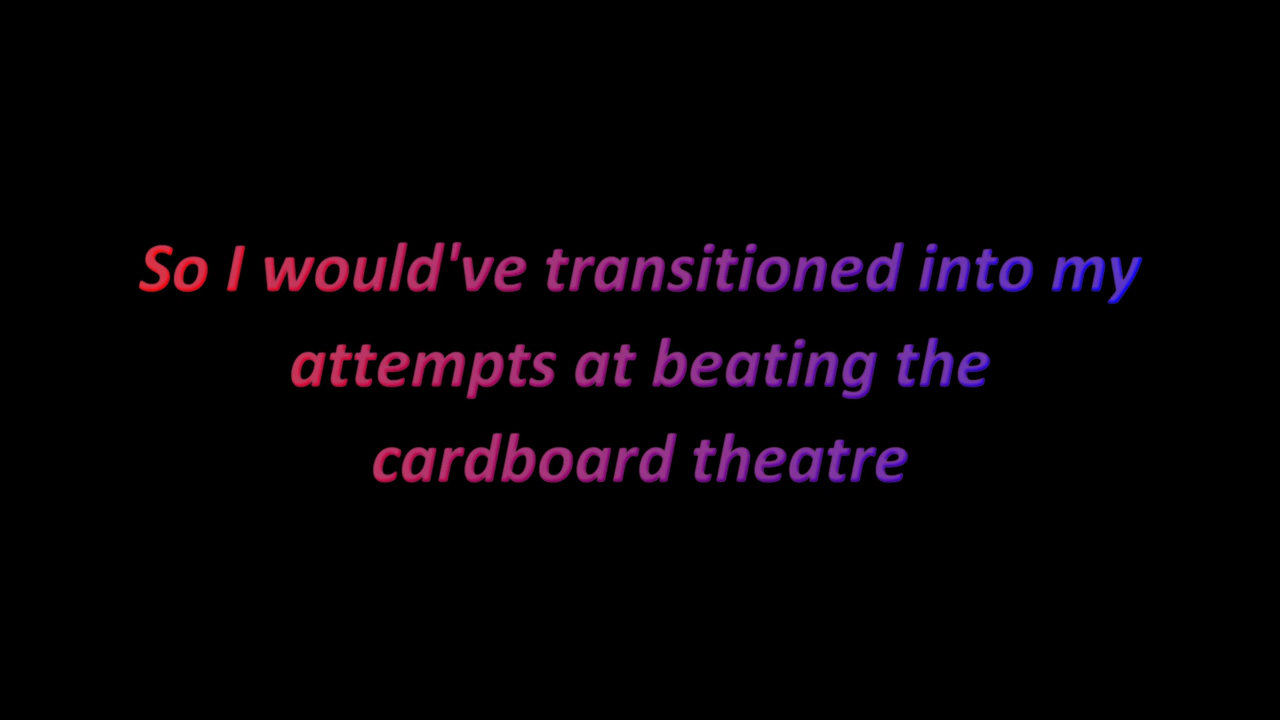 So I would've transitioned into my
attempts at beating the
cardboard theatre